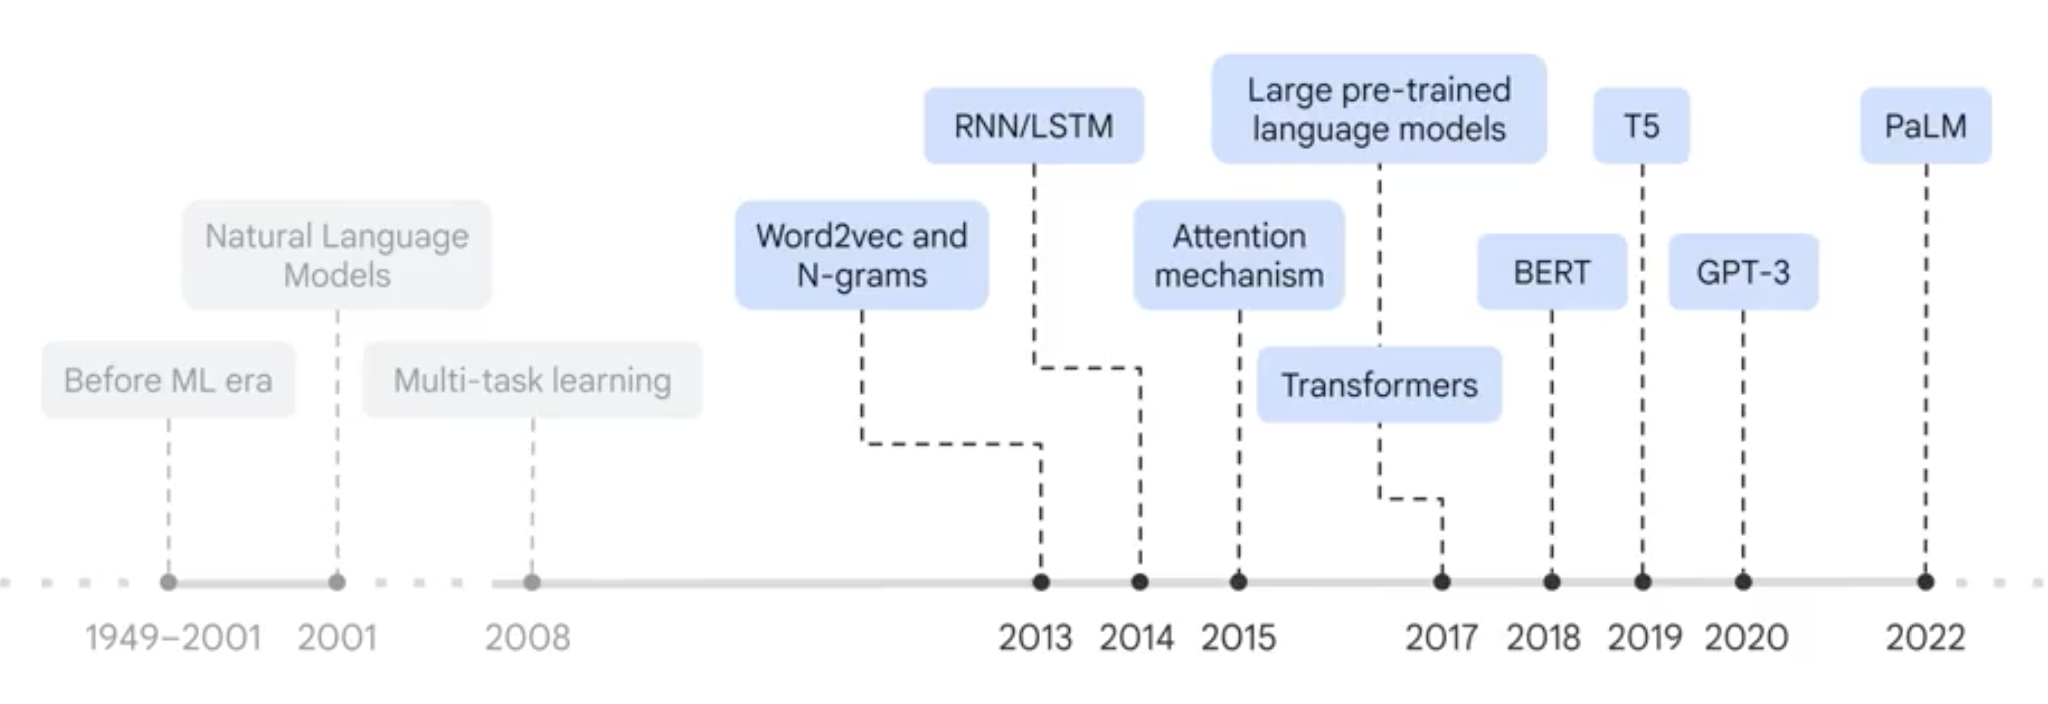 Large pre-trained
language models
RNN/LSTM
T5
PaLM
Natural Language
Models
Word2vec and
N-grams
Attention
mechanism
BERT
GPT-3
Before ML era
Multi-task learning
Transformers
1949–2001
2001
2008
2013
2014
2015
2017
2018
2019
2020
2022